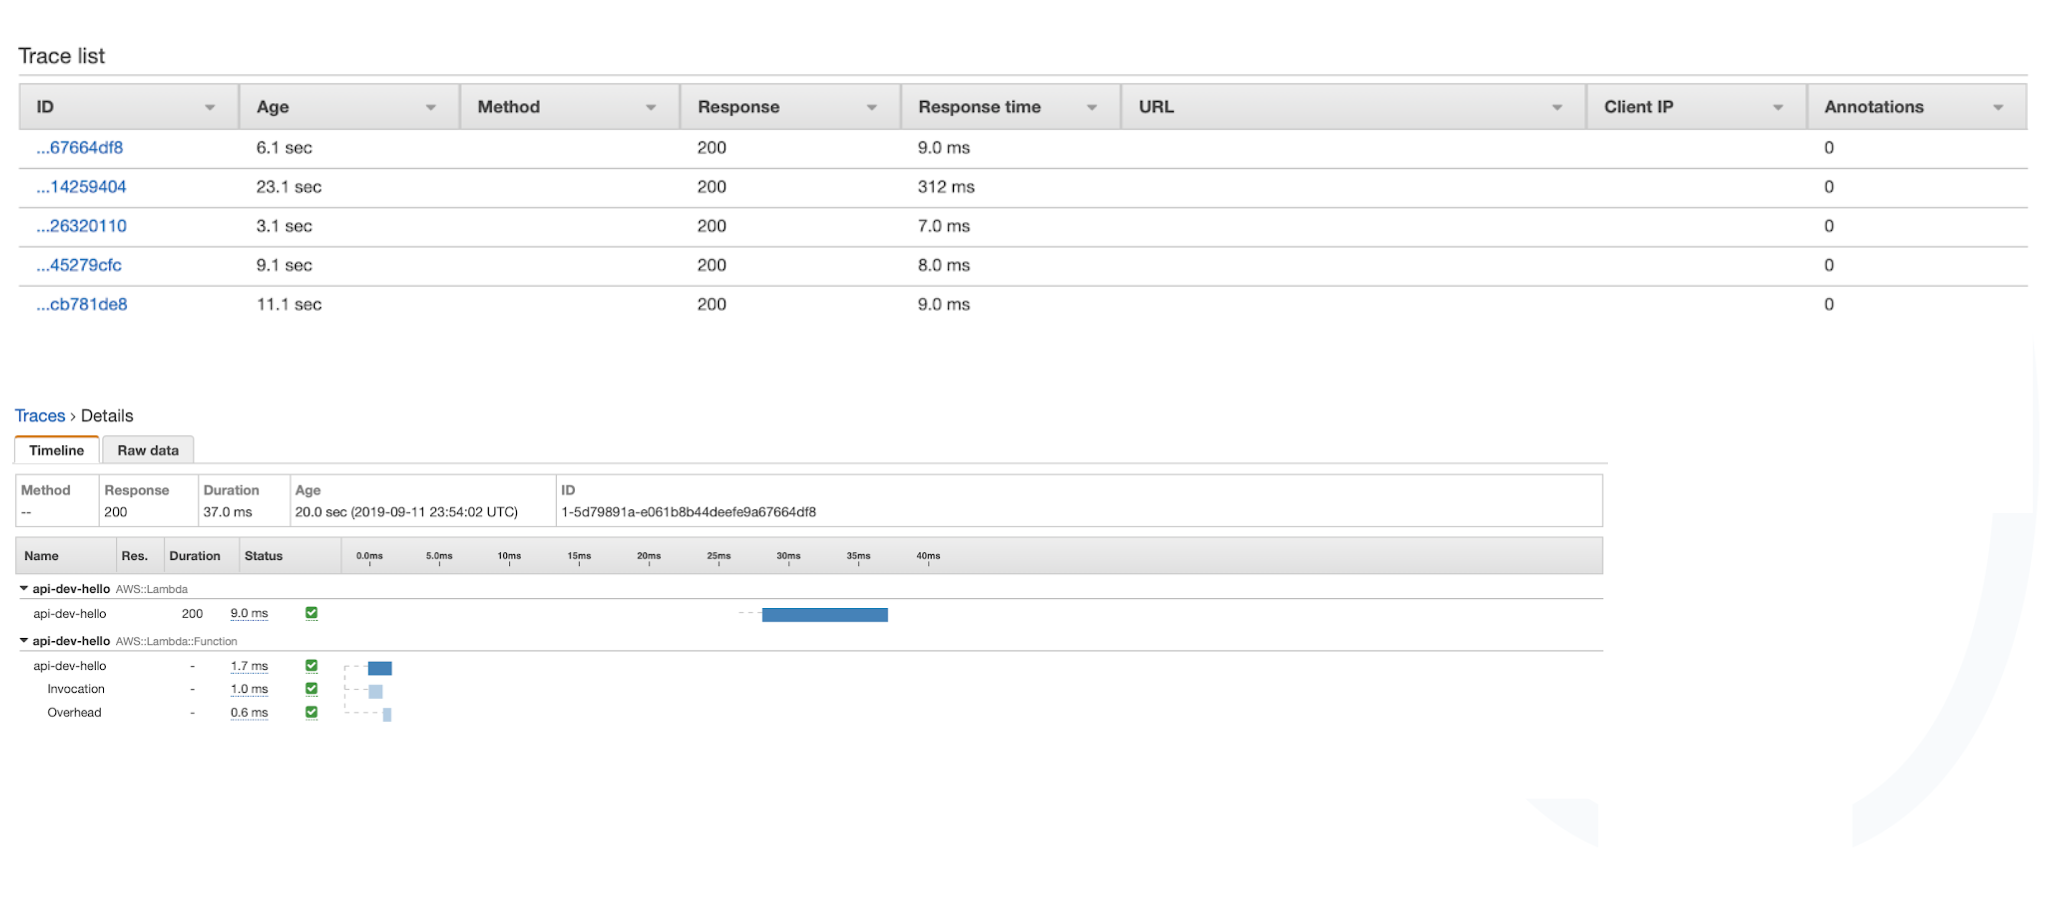 Trace list
ID Age Method Response Response time URL Client IP Annotations
...67664df8 6.1 sec 200 9.0 ms 0
...14259404 23.1 sec 200 312 ms 0
...26320110 3.1 sec 200 7.0 ms 0
...45279cfc 9.1 sec 200 8.0 ms 0
...cb781de8 11.1 sec 200 9.0 ms 0
Traces › Details
Timeline Raw data
Method Response Duration Age ID
-- 200 37.0 ms 20.0 sec (2019-09-11 23:54:02 UTC) 1-5d79891a-e061b8b44deefe9a67664df8
Name Res. Duration Status 0.0ms 5.0ms 10ms 15ms 20ms 25ms 30ms 35ms 40ms
api-dev-hello AWS::Lambda
api-dev-hello 200 9.0 ms
api-dev-hello AWS::Lambda::Function
api-dev-hello - 1.7 ms
Invocation - 1.0 ms
Overhead - 0.6 ms